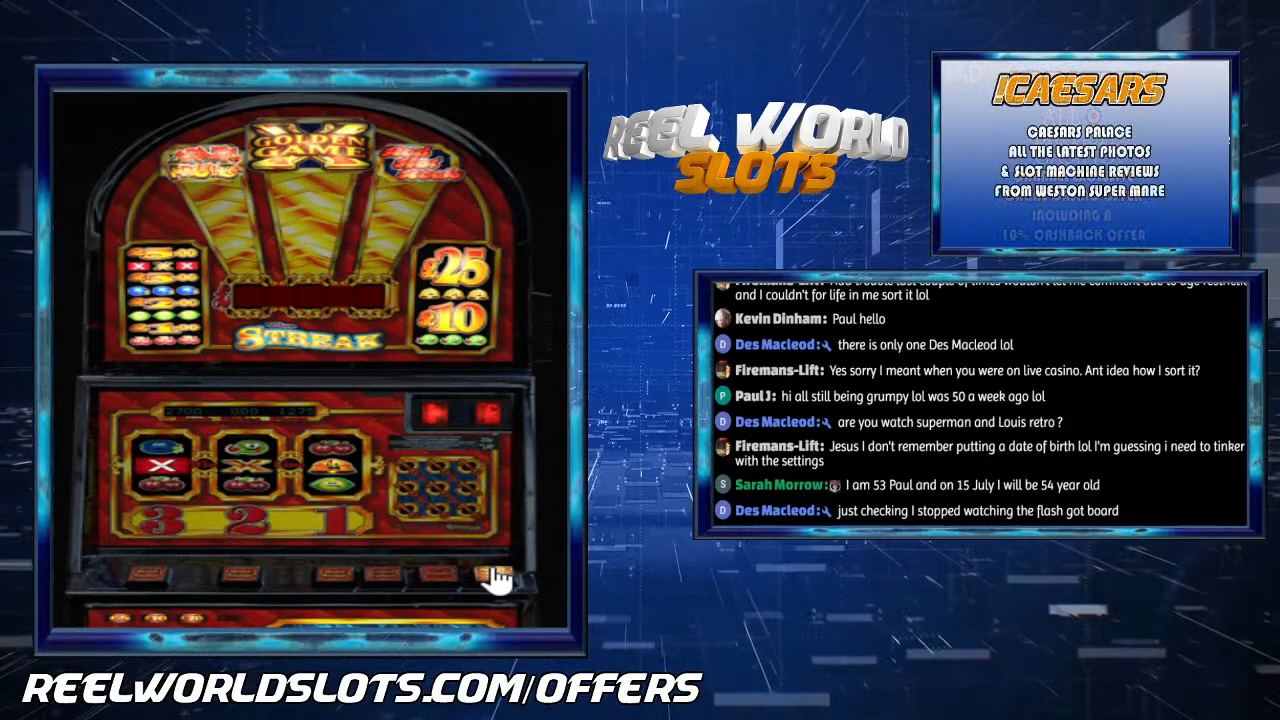 GOLDEN
GAME
£25
£10
£5.00
£2.00
£1.00
STREAK
3 2 1
REEL WORLD
SLOTS
!CAESARS
CAESARS PALACE
ALL THE LATEST PHOTOS
& SLOT MACHINE REVIEWS
FROM WESTON SUPER MARE
INCLUDING A
10% CASHBACK OFFER
and I couldn't for life in me sort it lol
Kevin Dinham: Paul hello
D Des Macleod: there is only one Des Macleod lol
Firemans-Lift: Yes sorry I meant when you were on live casino. Ant idea how I sort it?
P Paul J: hi all still being grumpy lol was 50 a week ago lol
D Des Macleod: are you watch superman and Louis retro ?
Firemans-Lift: Jesus I don't remember putting a date of birth lol I'm guessing i need to tinker
with the settings
S Sarah Morrow: I am 53 Paul and on 15 July I will be 54 year old
D Des Macleod: just checking I stopped watching the flash got board
REELWORLDSLOTS.COM/OFFERS